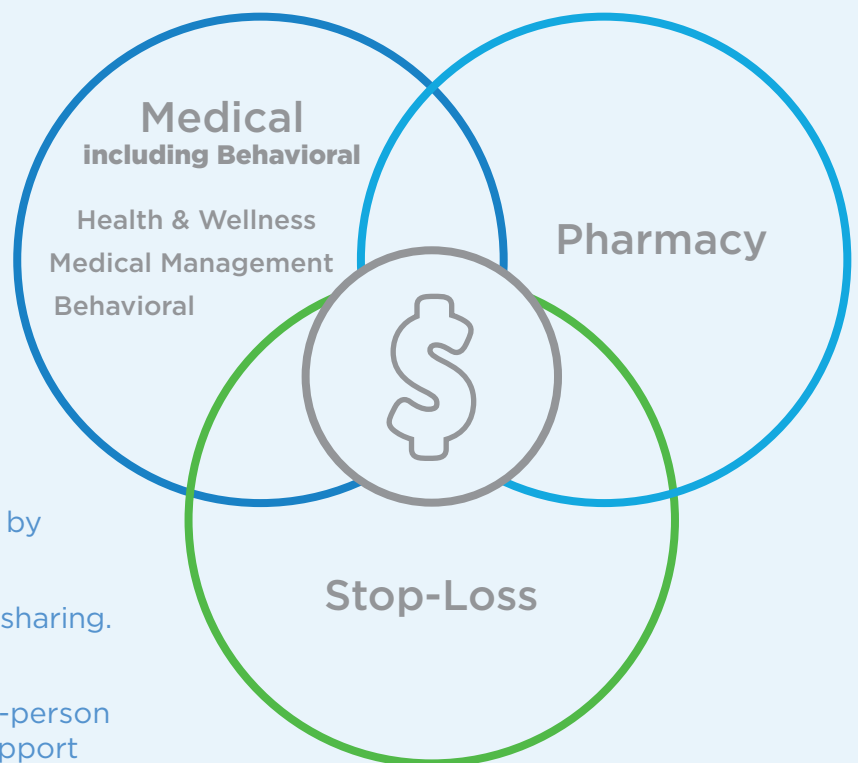 Medical
including Behavioral
Health & Wellness
Medical Management
Behavioral
Pharmacy
$
Stop-Loss
by
sharing.
-person
pport